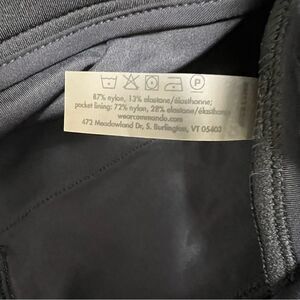 87% nylon, 13% elastane/élasthanne;
pocket lining: 72% nylon, 28% elastane/élasthanne
wearcommando.com
472 Meadowland Dr, S. Burlington, VT 05403